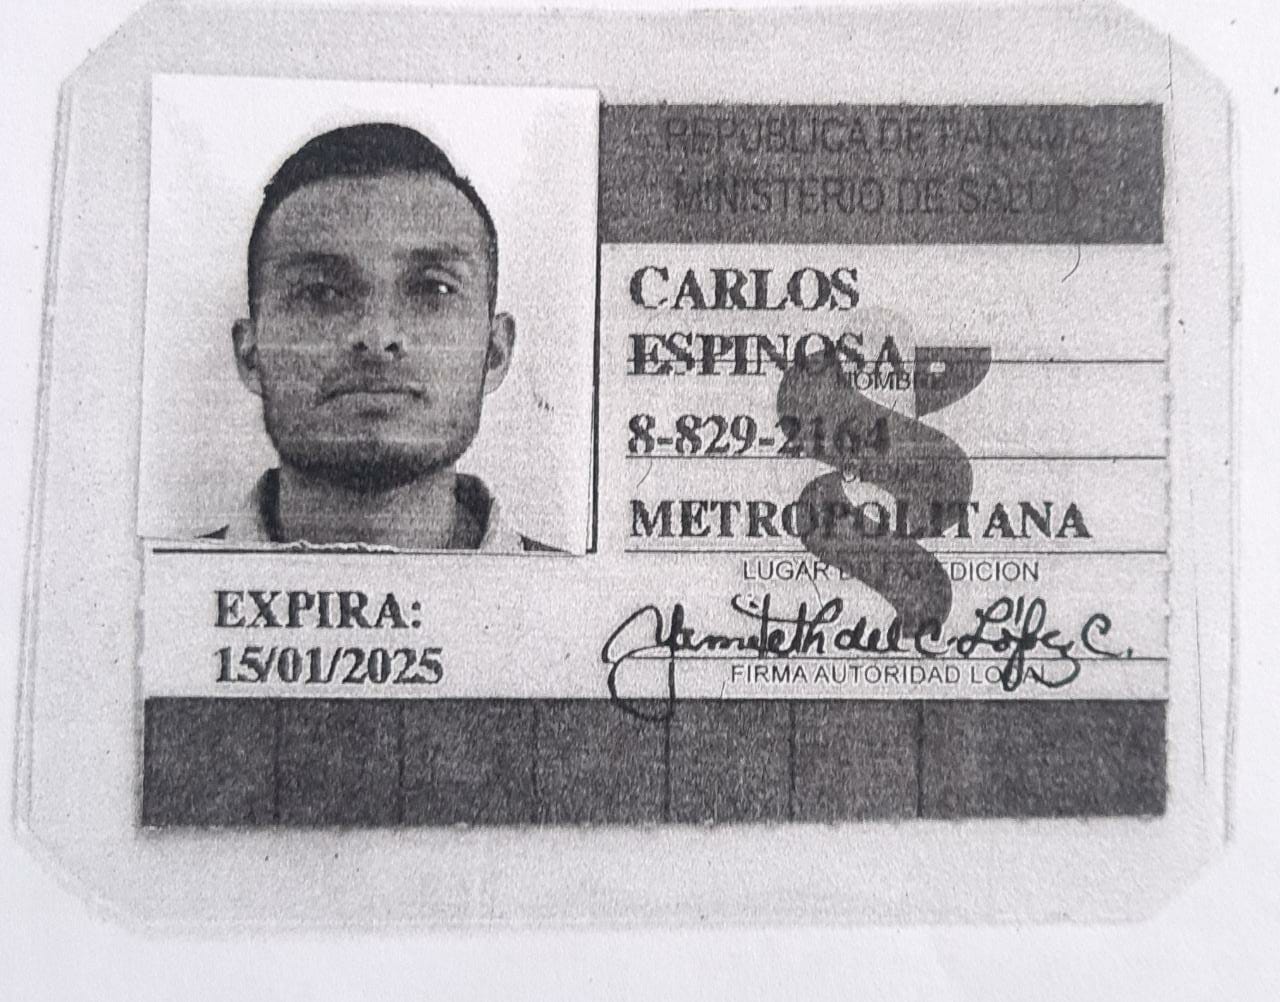 REPUBLICA DE PANAMA
MINISTERIO DE SALUD
CARLOS
ESPINOSA
NOMBRE
8-829-2164
METROPOLITANA
LUGAR DE EXPEDICION
EXPIRA:
15/01/2025
Yamileth del C. López C.
FIRMA AUTORIDAD LOCAL